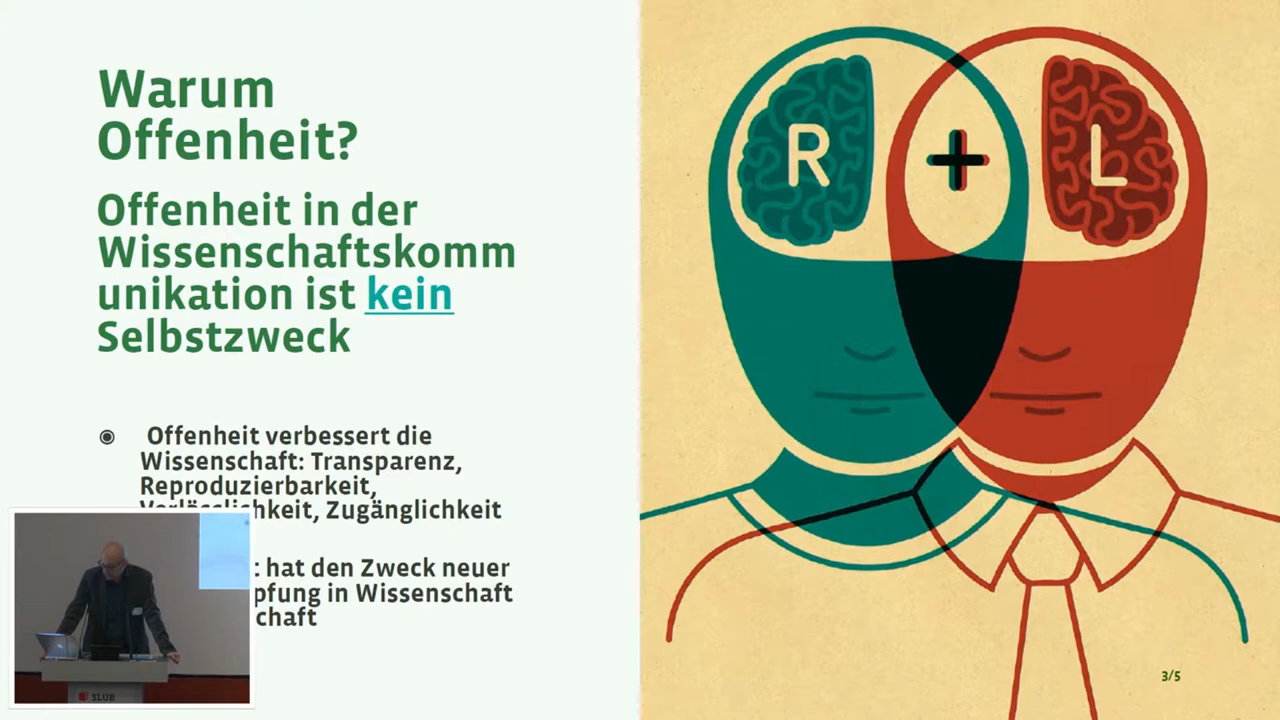 Warum
Offenheit?
Offenheit in der
Wissenschaftskomm
unikation ist kein
Selbstzweck
Offenheit verbessert die
Wissenschaft: Transparenz,
Reproduzierbarkeit,
Verlässlichkeit, Zugänglichkeit
hat den Zweck neuer
pfung in Wissenschaft
chaft
R + L
3/5
SLUB